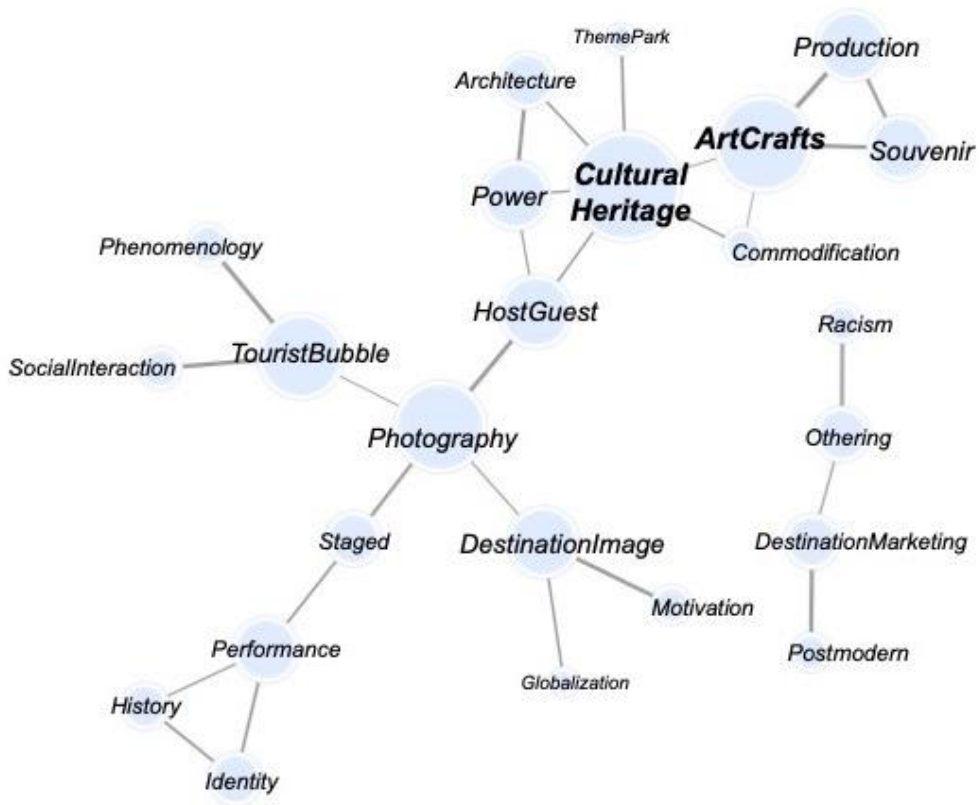 ThemePark
Production
Architecture
ArtCrafts
Souvenir
Cultural
Heritage
Power
Phenomenology
Commodification
HostGuest
Racism
TouristBubble
SocialInteraction
Photography
Othering
Staged
DestinationImage
DestinationMarketing
Motivation
Performance
Postmodern
Globalization
History
Identity